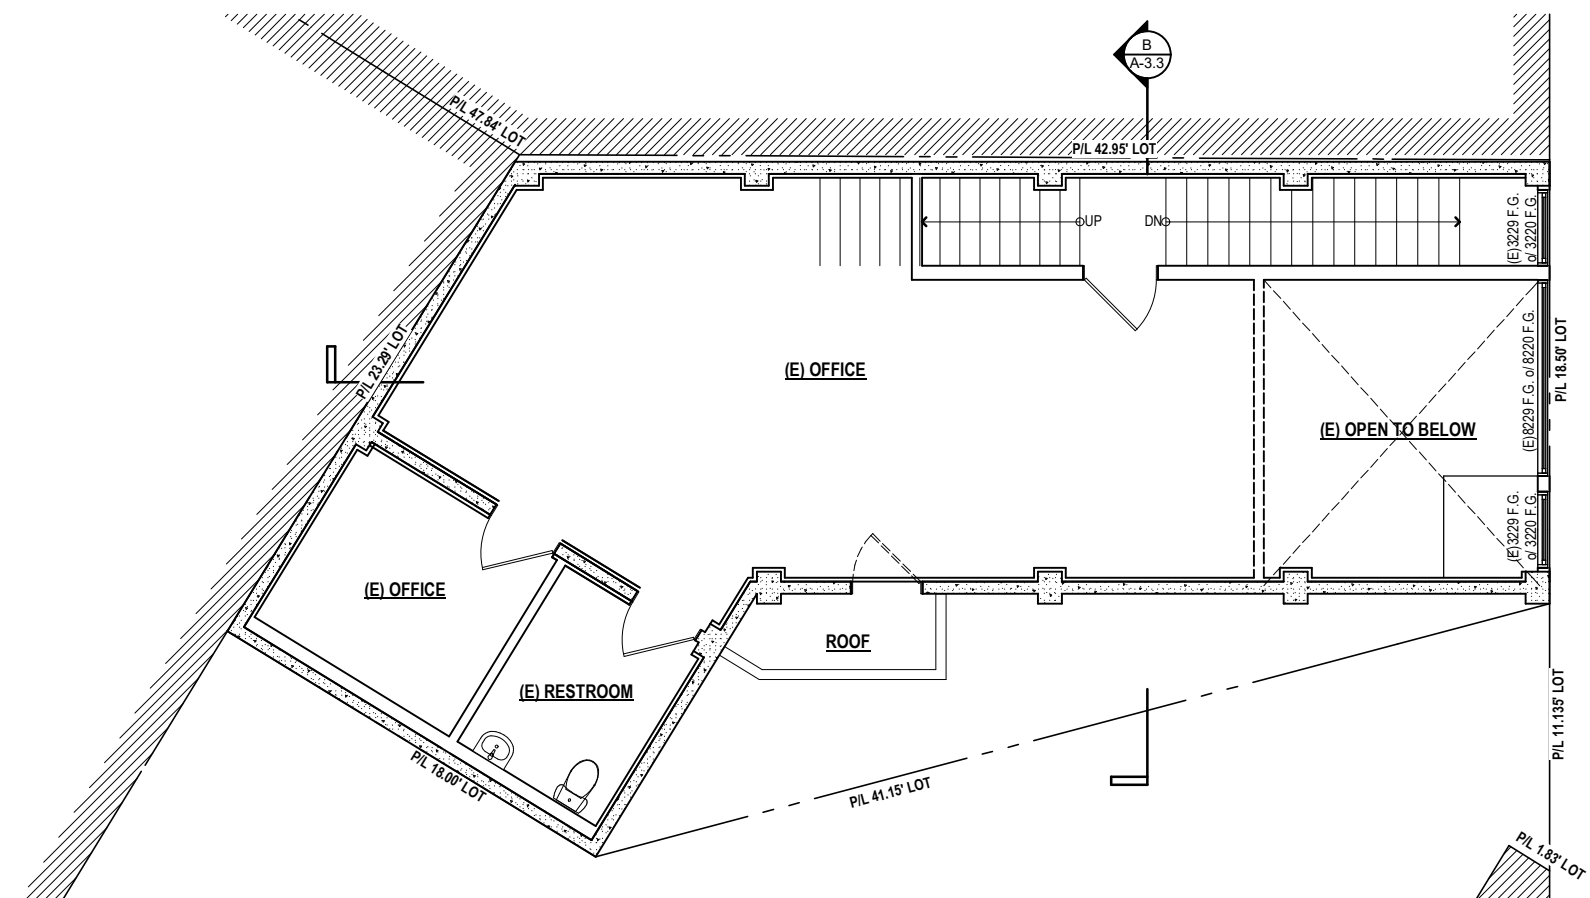 B
A-3.3
P/L 47.84' LOT
P/L 42.95' LOT
UP
DN
(E)3229 F.G.
o/ 3220 F.G.
P/L 23.29' LOT
(E) OFFICE
(E)8229 F.G. o/ 8220 F.G.
P/L 18.50' LOT
(E) OPEN TO BELOW
(E)3229 F.G.
o/ 3220 F.G.
(E) OFFICE
ROOF
(E) RESTROOM
P/L 11.135' LOT
P/L 18.00' LOT
P/L 41.15' LOT
P/L 1.83' LOT